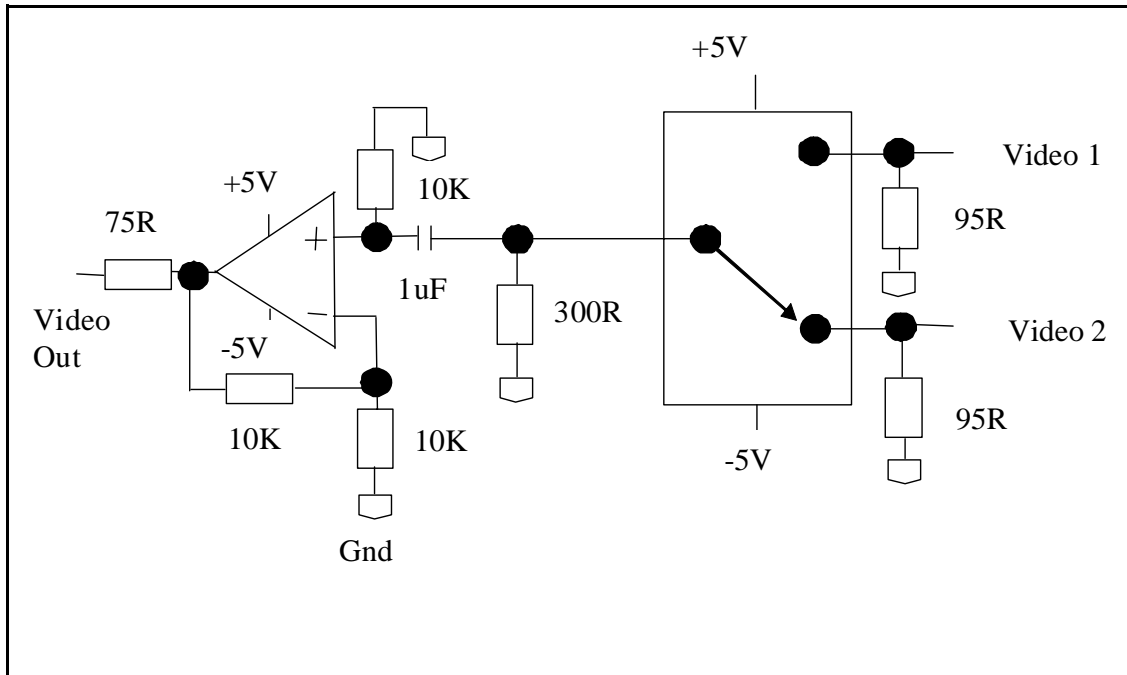 +5V
Video 1
10K
+5V
75R
95R
+
1uF
300R
Video
Out
-
Video 2
-5V
95R
10K
10K
-5V
Gnd